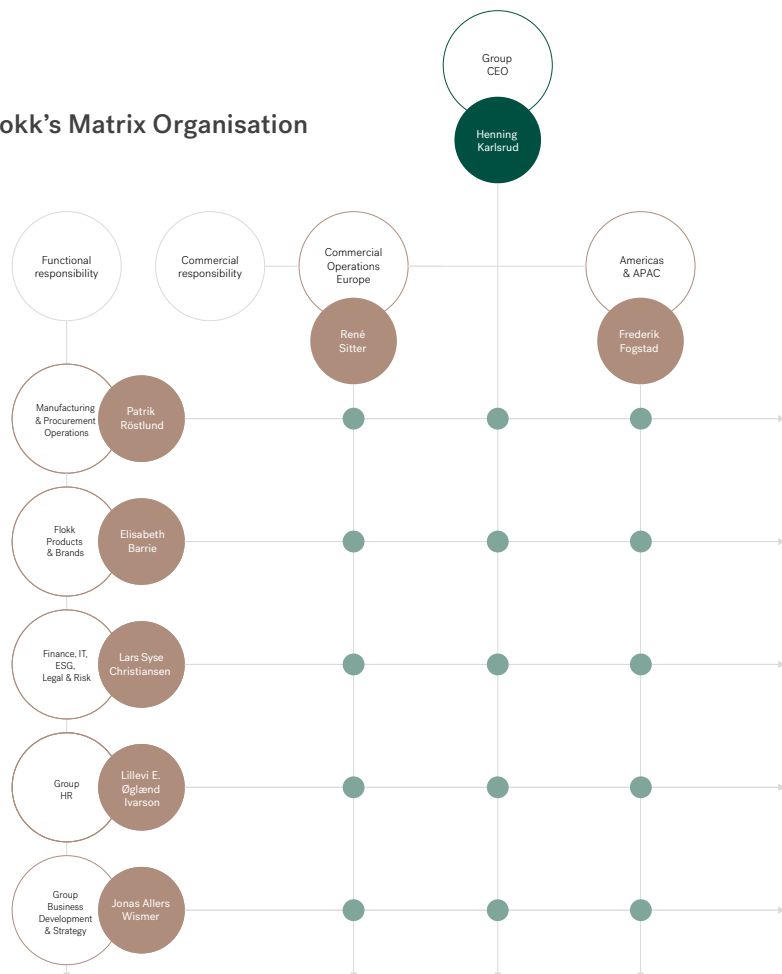 Group
CEO
Henning
Karlsrud
okk's Matrix Organisation
Functional
responsibility
Commercial
responsibility
Commercial
Operations
Europe
Americas
& APAC
René
Sitter
Frederik
Fogstad
Manufacturing
& Procurement
Operations
Patrik
Röstlund
Flokk
Products
& Brands
Elisabeth
Barrie
Finance, IT,
ESG,
Legal & Risk
Lars Syse
Christiansen
Group
HR
Lillevi E.
Øglænd
Ivarson
Group
Business
Development
& Strategy
Jonas Allers
Wismer